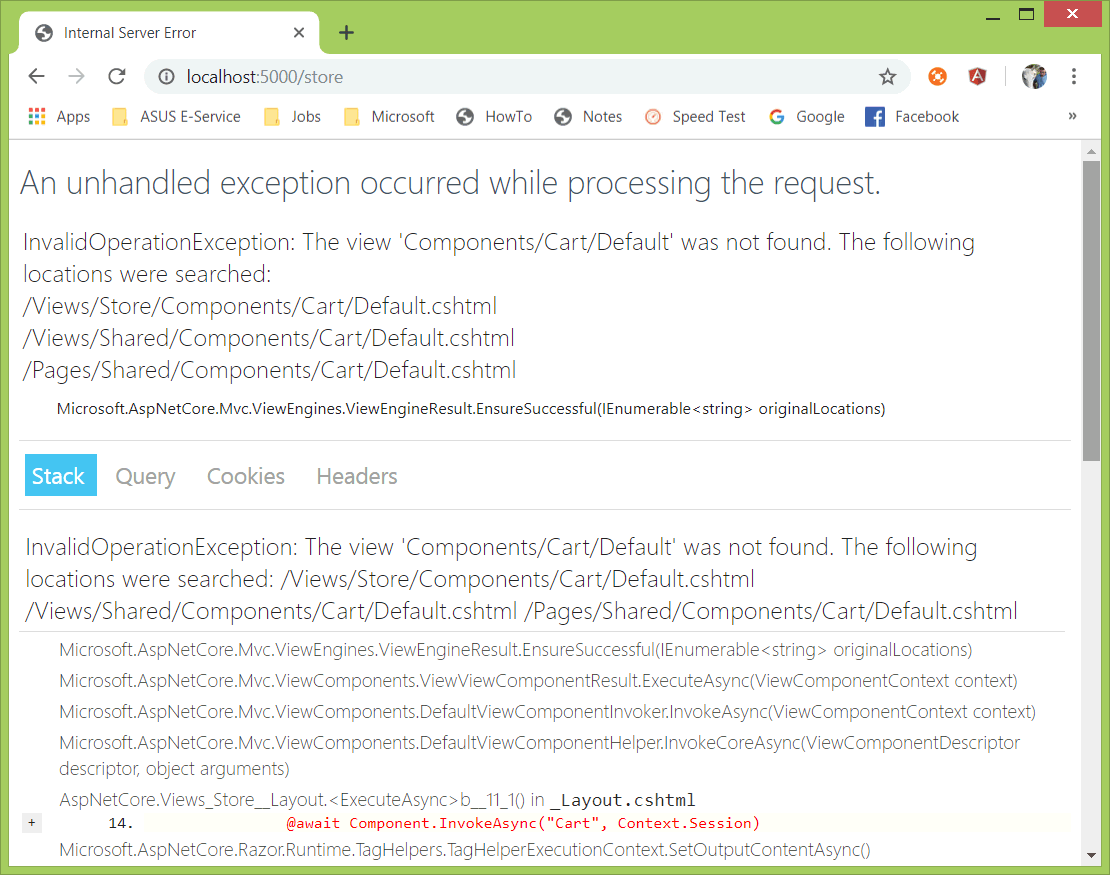 Internal Server Error
localhost:5000/store
Apps ASUS E-Service Jobs Microsoft HowTo Notes Speed Test Google Facebook »
An unhandled exception occurred while processing the request.
InvalidOperationException: The view 'Components/Cart/Default' was not found. The following
locations were searched:
/Views/Store/Components/Cart/Default.cshtml
/Views/Shared/Components/Cart/Default.cshtml
/Pages/Shared/Components/Cart/Default.cshtml
Microsoft.AspNetCore.Mvc.ViewEngines.ViewEngineResult.EnsureSuccessful(IEnumerable<string> originalLocations)
Stack Query Cookies Headers
InvalidOperationException: The view 'Components/Cart/Default' was not found. The following
locations were searched: /Views/Store/Components/Cart/Default.cshtml
/Views/Shared/Components/Cart/Default.cshtml /Pages/Shared/Components/Cart/Default.cshtml
Microsoft.AspNetCore.Mvc.ViewEngines.ViewEngineResult.EnsureSuccessful(IEnumerable<string> originalLocations)
Microsoft.AspNetCore.Mvc.ViewComponents.ViewViewComponentResult.ExecuteAsync(ViewComponentContext context)
Microsoft.AspNetCore.Mvc.ViewComponents.DefaultViewComponentInvoker.InvokeAsync(ViewComponentContext context)
Microsoft.AspNetCore.Mvc.ViewComponents.DefaultViewComponentHelper.InvokeCoreAsync(ViewComponentDescriptor
descriptor, object arguments)
AspNetCore.Views_Store__Layout.<ExecuteAsync>b__11_1() in _Layout.cshtml
+ 14. @await Component.InvokeAsync("Cart", Context.Session)
Microsoft.AspNetCore.Razor.Runtime.TagHelpers.TagHelperExecutionContext.SetOutputContentAsync()